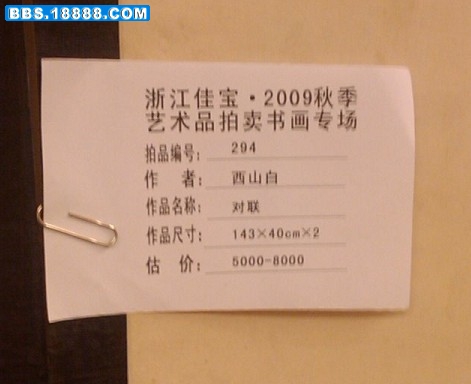 BBS.18888.COM
浙江佳宝·2009秋季
艺术品拍卖书画专场
拍品编号: 294
作 者: 西山白
作品名称: 对联
作品尺寸: 143×40cm×2
估 价: 5000-8000